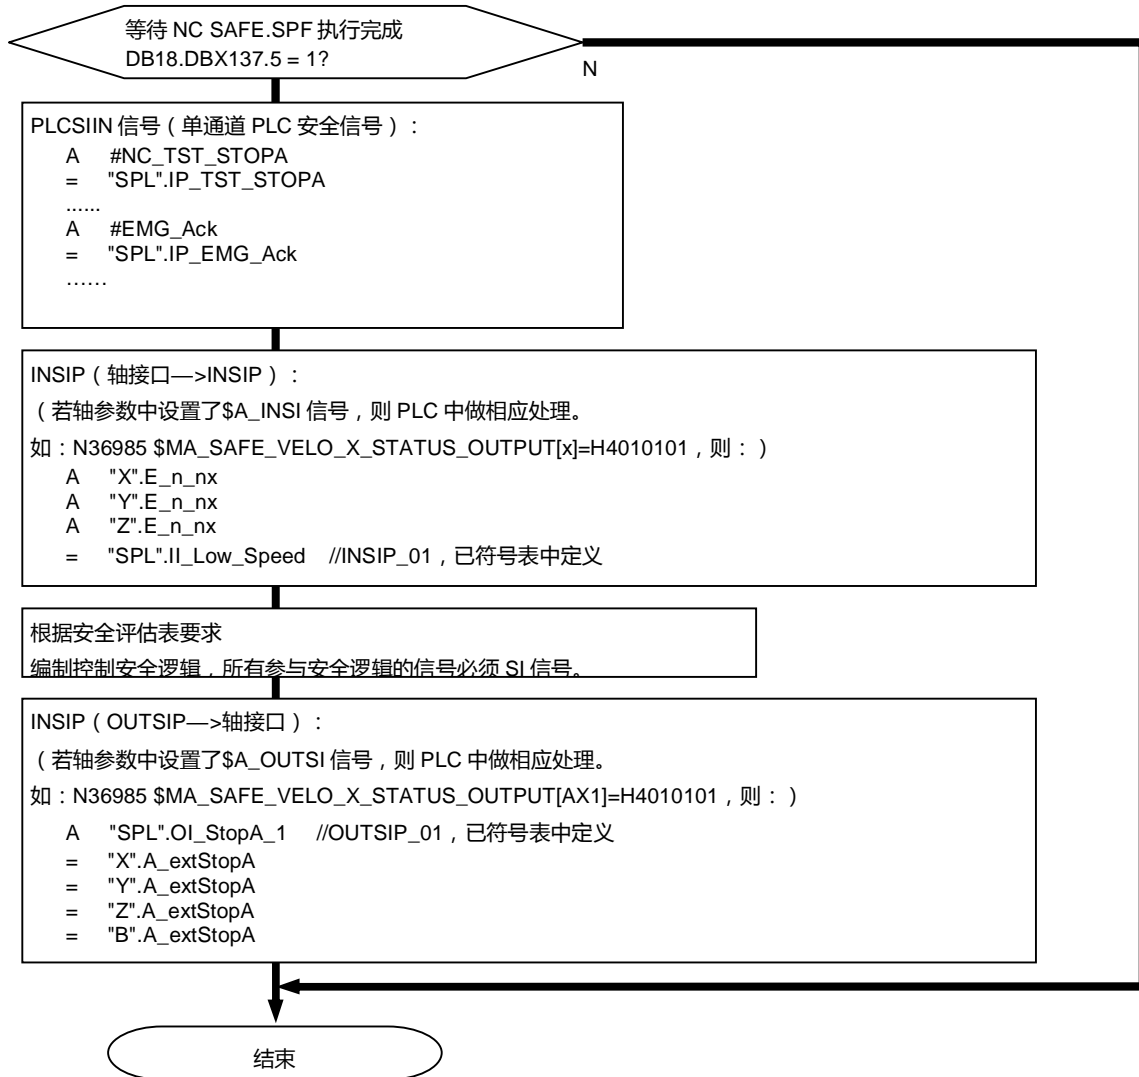 等待 NC SAFE.SPF 执行完成
DB18.DBX137.5 = 1?
N
PLCSIIN 信号（单通道 PLC 安全信号）：
A #NC_TST_STOPA
= "SPL".IP_TST_STOPA
......
A #EMG_Ack
= "SPL".IP_EMG_Ack
……
INSIP（轴接口—>INSIP）：
（若轴参数中设置了$A_INSI 信号，则 PLC 中做相应处理。
如：N36985 $MA_SAFE_VELO_X_STATUS_OUTPUT[x]=H4010101，则：）
A "X".E_n_nx
A "Y".E_n_nx
A "Z".E_n_nx
= "SPL".II_Low_Speed //INSIP_01，已符号表中定义
根据安全评估表要求
编制控制安全逻辑，所有参与安全逻辑的信号必须 SI 信号。
INSIP（OUTSIP—>轴接口）：
（若轴参数中设置了$A_OUTSI 信号，则 PLC 中做相应处理。
如：N36985 $MA_SAFE_VELO_X_STATUS_OUTPUT[AX1]=H4010101，则：）
A "SPL".OI_StopA_1 //OUTSIP_01，已符号表中定义
= "X".A_extStopA
= "Y".A_extStopA
= "Z".A_extStopA
= "B".A_extStopA
结束